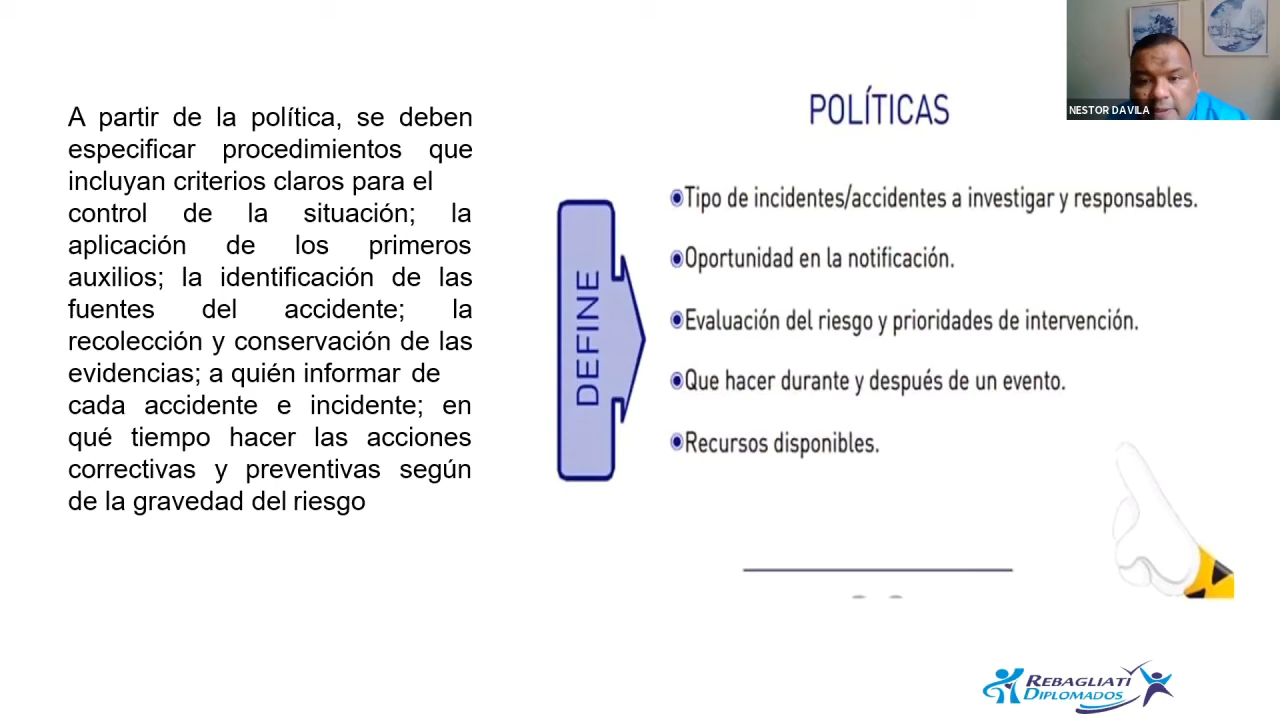 NESTOR DAVILA
A partir de la política, se deben
especificar procedimientos que
incluyan criterios claros para el
control de la situación; la
aplicación de los primeros
auxilios; la identificación de las
fuentes del accidente; la
recolección y conservación de las
evidencias; a quién informar de
cada accidente e incidente; en
qué tiempo hacer las acciones
correctivas y preventivas según
de la gravedad del riesgo
POLÍTICAS
DEFINE
Tipo de incidentes/accidentes a investigar y responsables.
Oportunidad en la notificación.
Evaluación del riesgo y prioridades de intervención.
Que hacer durante y después de un evento.
Recursos disponibles.
REBAGLIATI
DIPLOMADOS